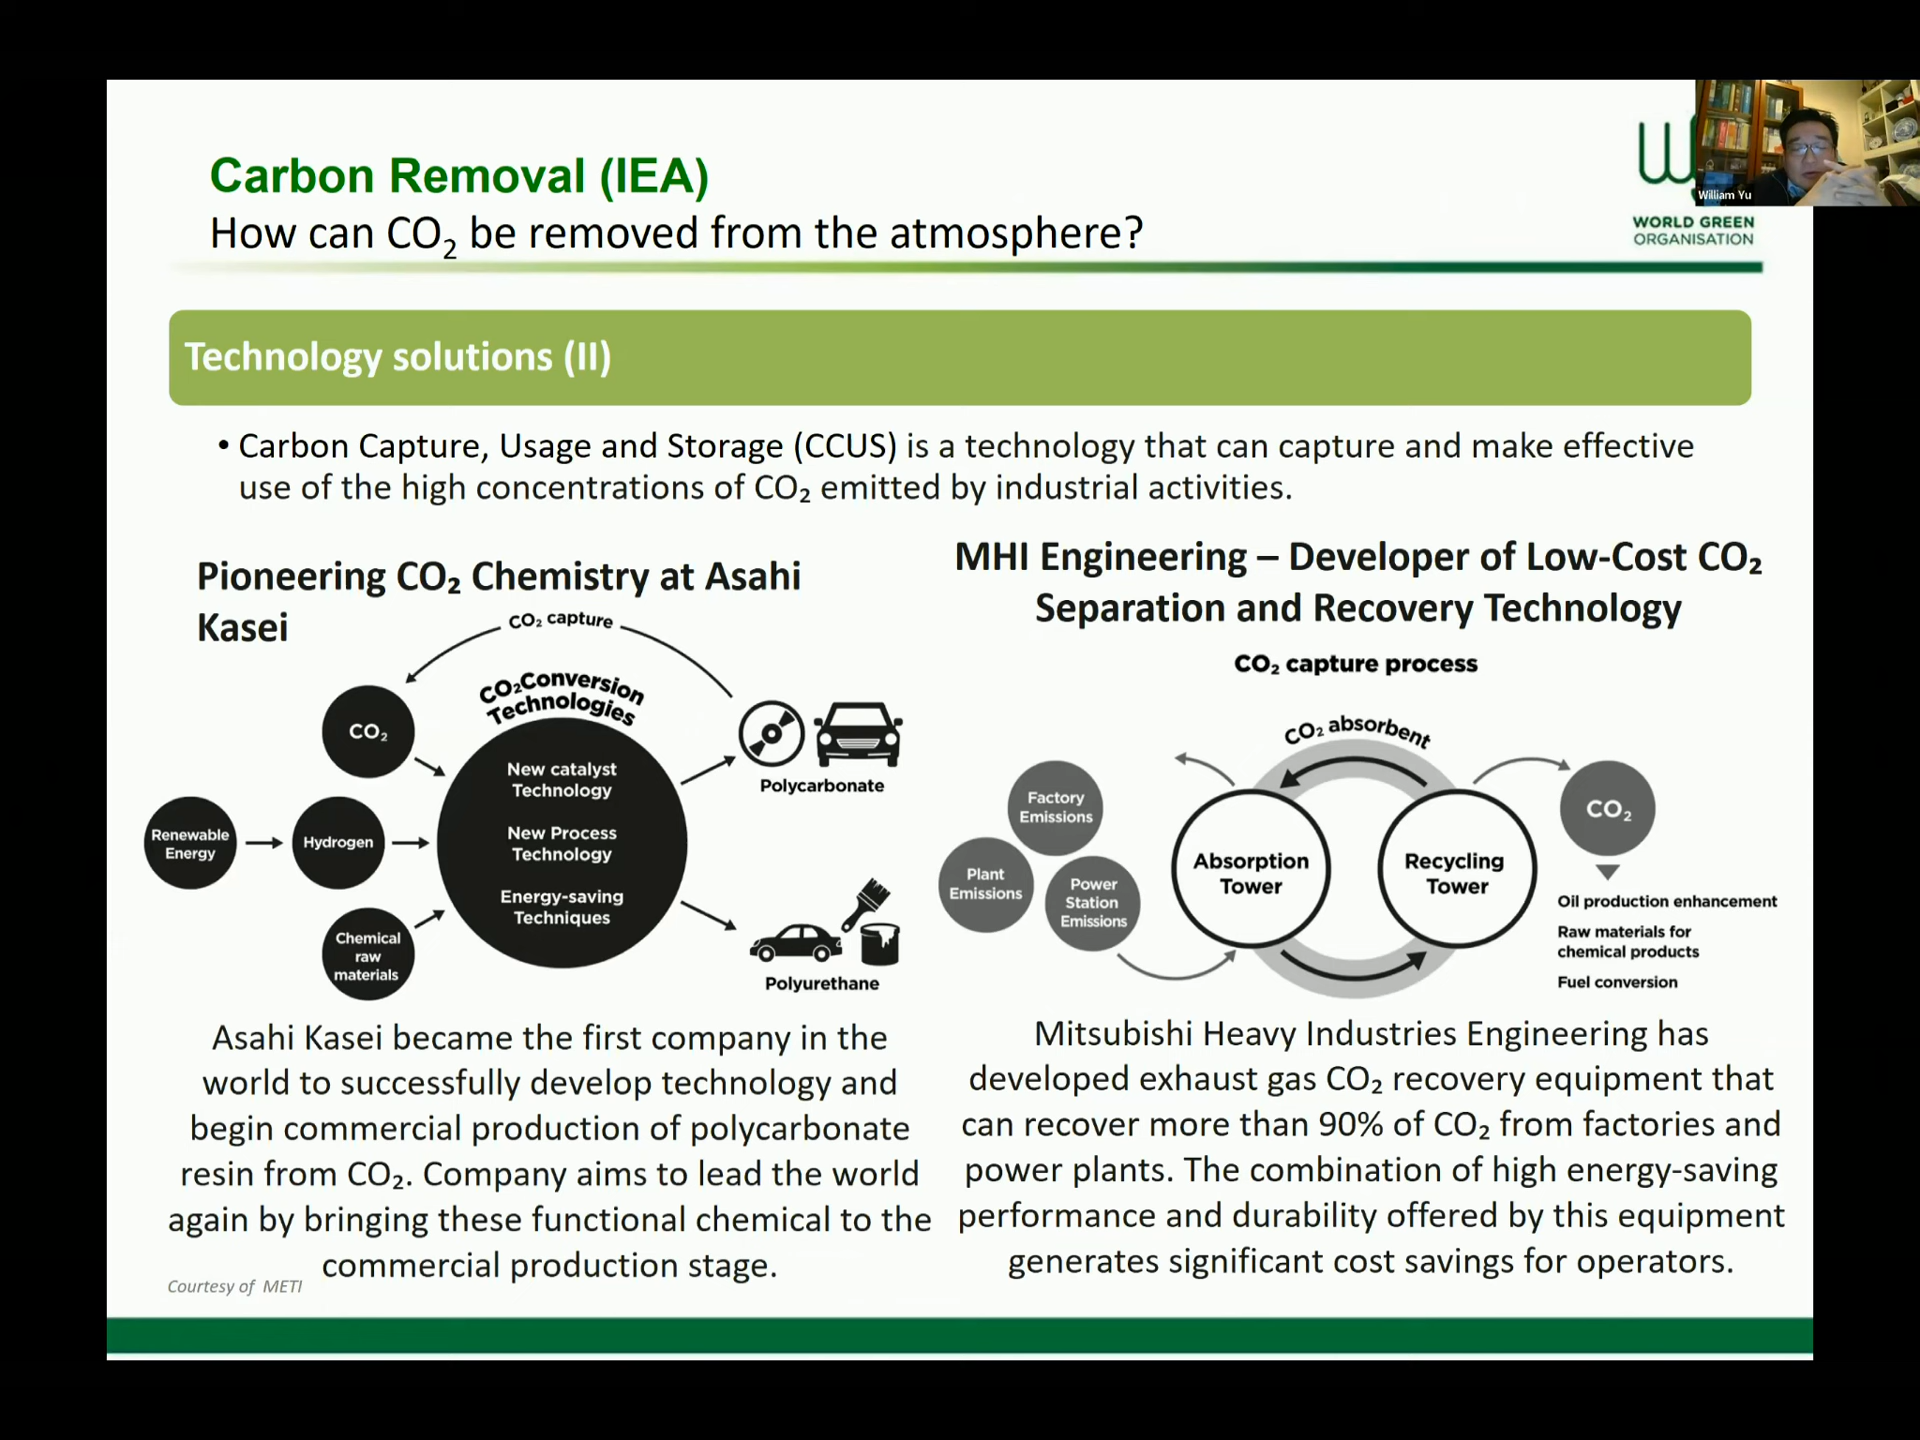 Carbon Removal (IEA)
How can CO₂ be removed from the atmosphere?
William Yu
WORLD GREEN
ORGANISATION
Technology solutions (II)
• Carbon Capture, Usage and Storage (CCUS) is a technology that can capture and make effective
use of the high concentrations of CO₂ emitted by industrial activities.
Pioneering CO₂ Chemistry at Asahi
Kasei
CO₂ capture
CO₂Conversion
Technologies
CO₂
Renewable
Energy
Hydrogen
Chemical
raw
materials
New catalyst
Technology
New Process
Technology
Energy-saving
Techniques
Polycarbonate
Polyurethane
Asahi Kasei became the first company in the
world to successfully develop technology and
begin commercial production of polycarbonate
resin from CO₂. Company aims to lead the world
again by bringing these functional chemical to the
commercial production stage.
Courtesy of METI
MHI Engineering – Developer of Low-Cost CO₂
Separation and Recovery Technology
CO₂ capture process
CO₂ absorbent
Factory
Emissions
Plant
Emissions
Power
Station
Emissions
Absorption
Tower
Recycling
Tower
CO₂
Oil production enhancement
Raw materials for
chemical products
Fuel conversion
Mitsubishi Heavy Industries Engineering has
developed exhaust gas CO₂ recovery equipment that
can recover more than 90% of CO₂ from factories and
power plants. The combination of high energy-saving
performance and durability offered by this equipment
generates significant cost savings for operators.